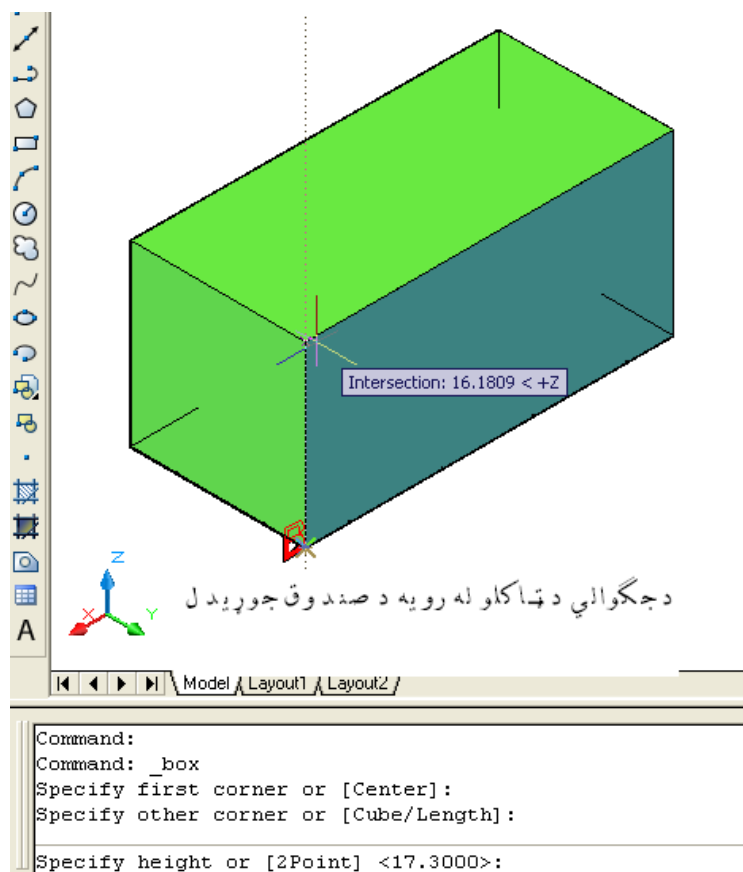 Intersection: 16.1809 < +Z
Z
X
Y
دجگوالي د ټاکلو له رويه د صندوق جوړيدل
A
Model
Layout1
Layout2
Command:
Command: _box
Specify first corner or [Center]:
Specify other corner or [Cube/Length]:
Specify height or [2Point] <17.3000>: